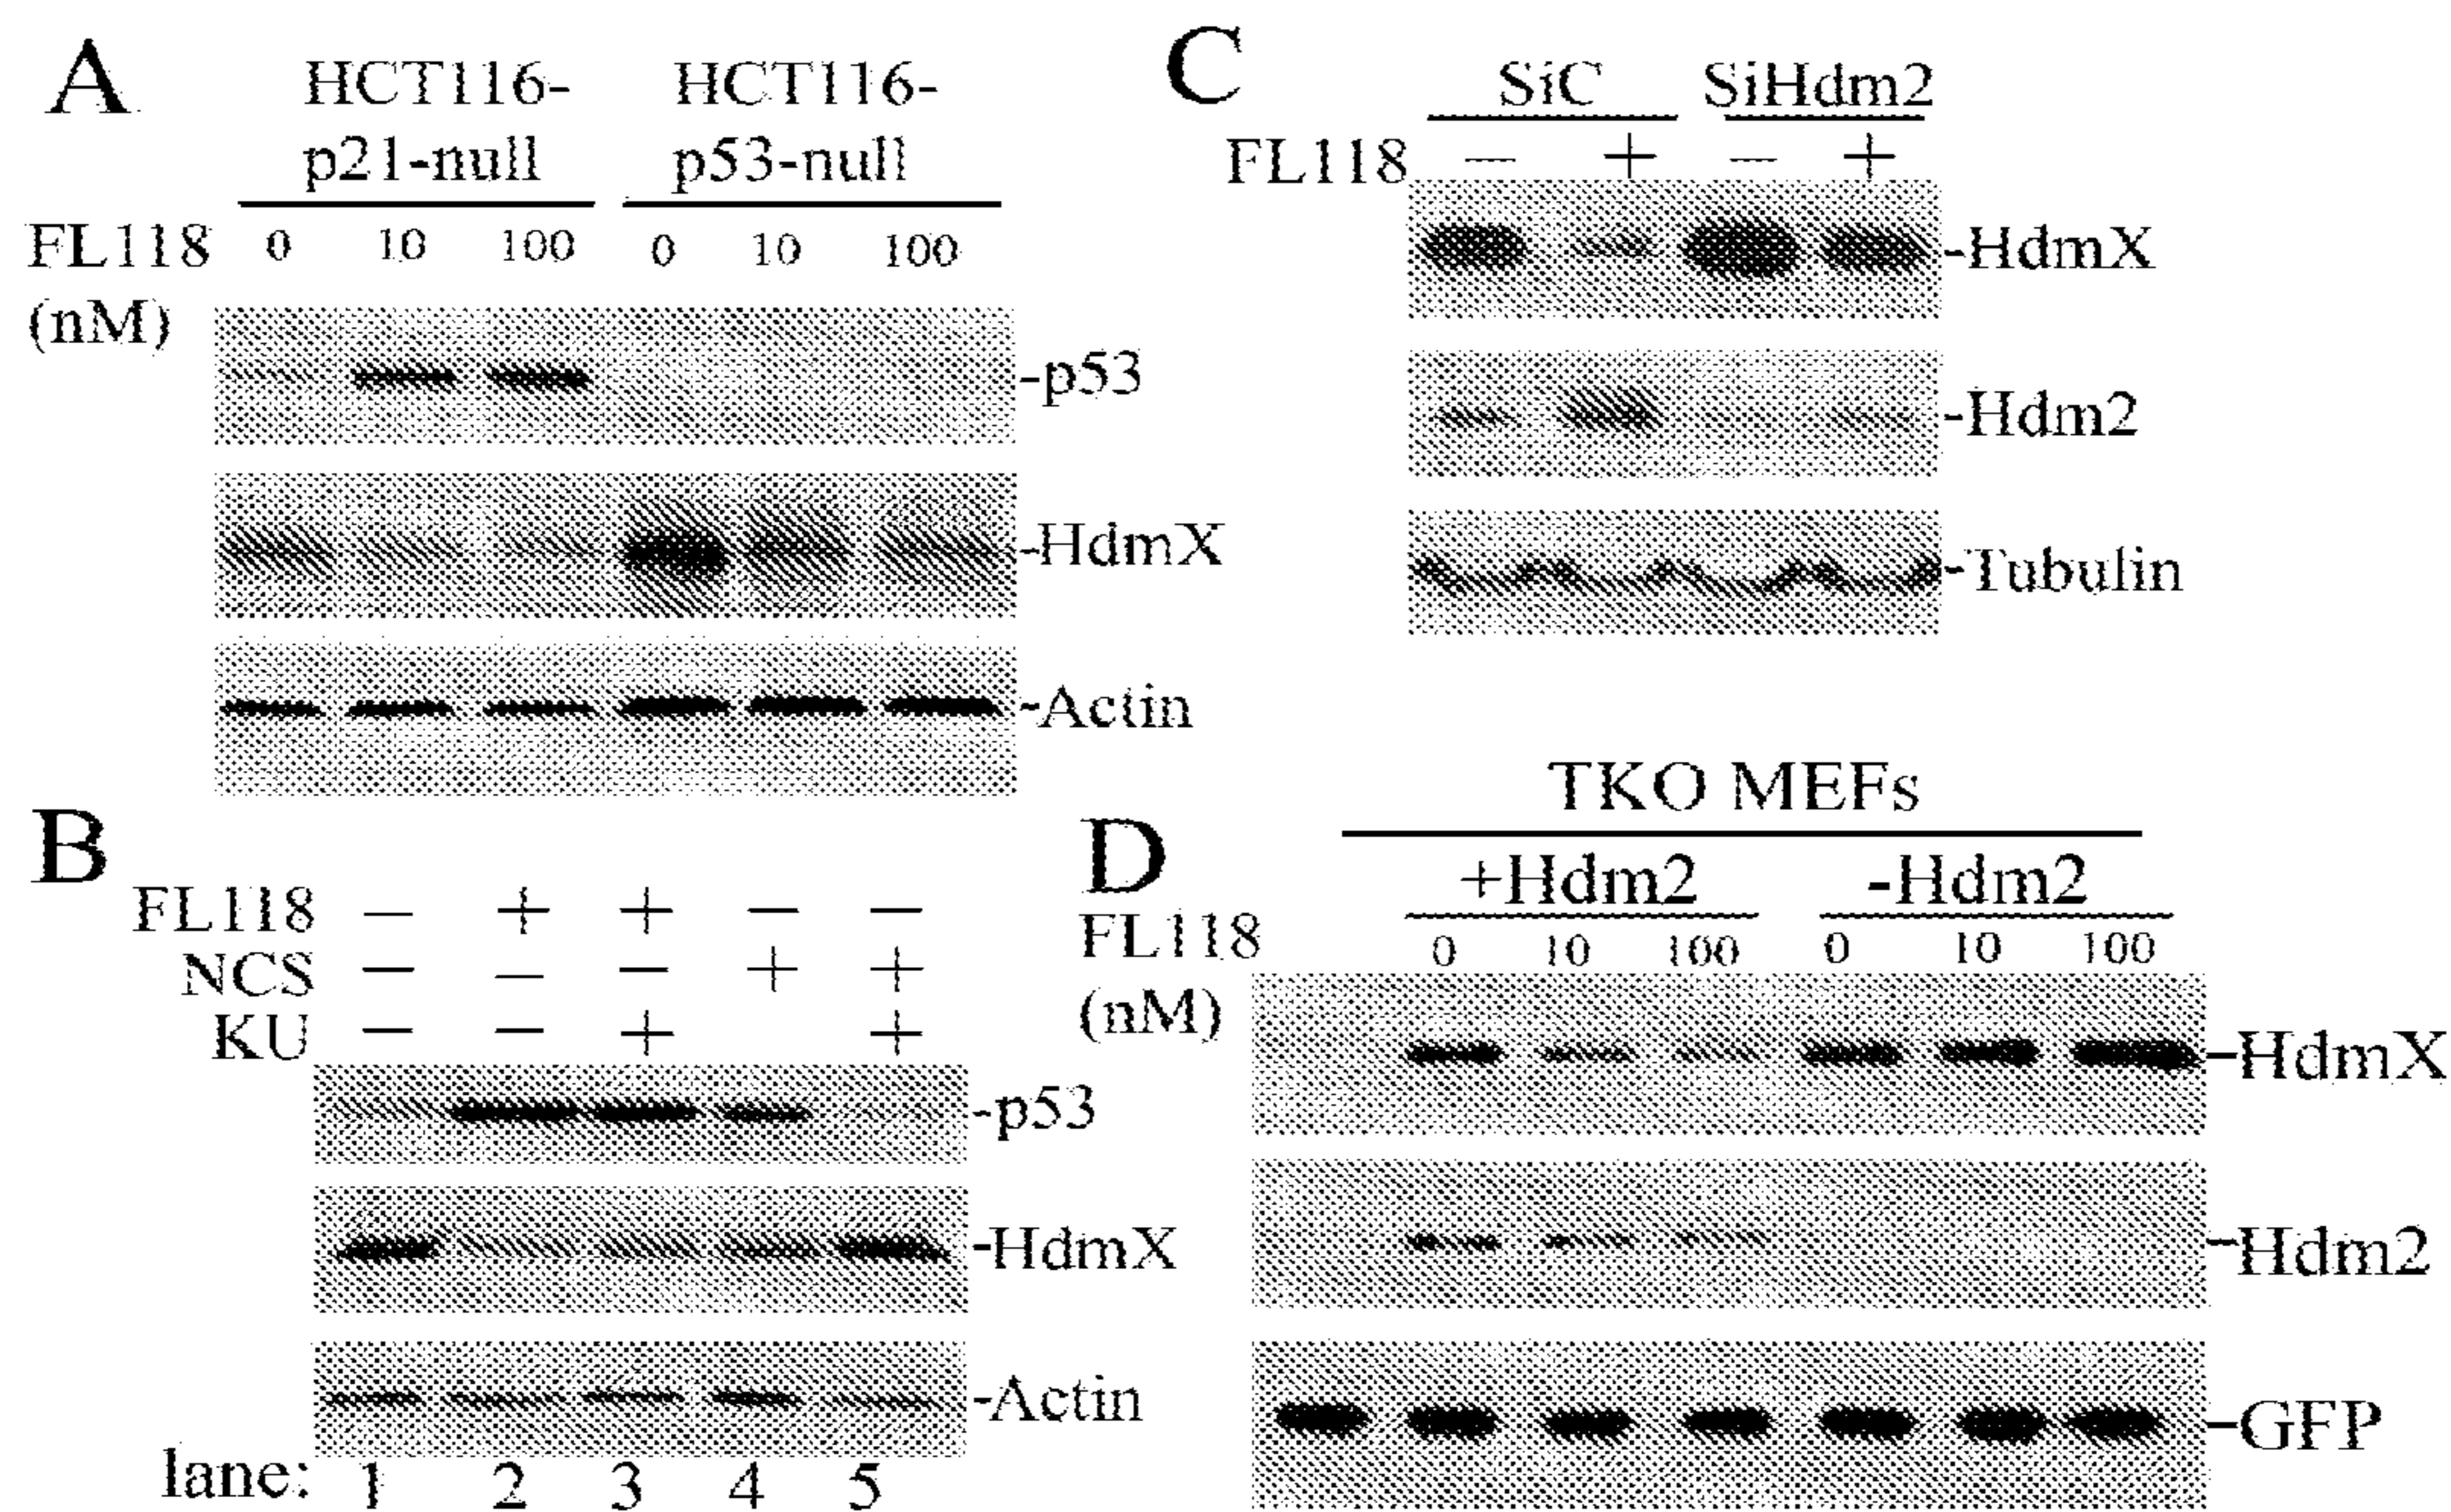 A
HCT116- HCT116-
p21-null p53-null
FL118 0 10 100 0 10 100
(nM)
-p53
-HdmX
-Actin
B
FL118 – + + – –
NCS – – – + +
KU – – + – +
-p53
-HdmX
-Actin
lane: 1 2 3 4 5
C
SiC SiHdm2
FL118 – + – +
-HdmX
-Hdm2
-Tubulin
D
TKO MEFs
+Hdm2 -Hdm2
FL118 0 10 100 0 10 100
(nM)
-HdmX
-Hdm2
-GFP